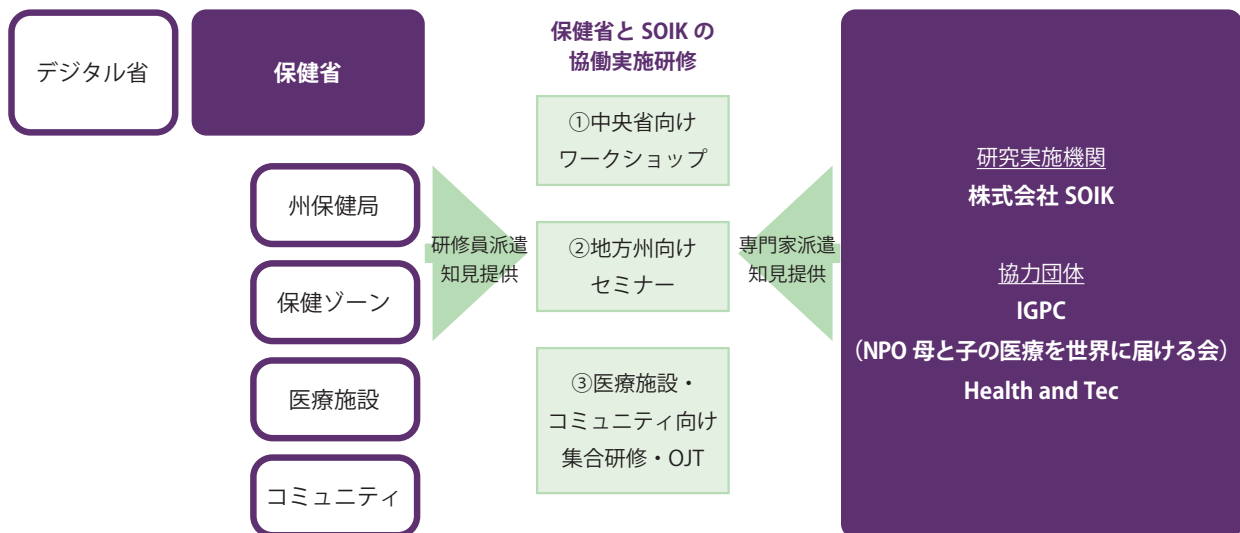 デジタル省
保健省
州保健局
保健ゾーン
医療施設
コミュニティ
研修員派遣
知見提供
保健省と SOIK の
協働実施研修
①中央省向け
ワークショップ
②地方州向け
セミナー
③医療施設・
コミュニティ向け
集合研修・OJT
専門家派遣
知見提供
研究実施機関
株式会社 SOIK
協力団体
IGPC
（NPO 母と子の医療を世界に届ける会）
Health and Tec